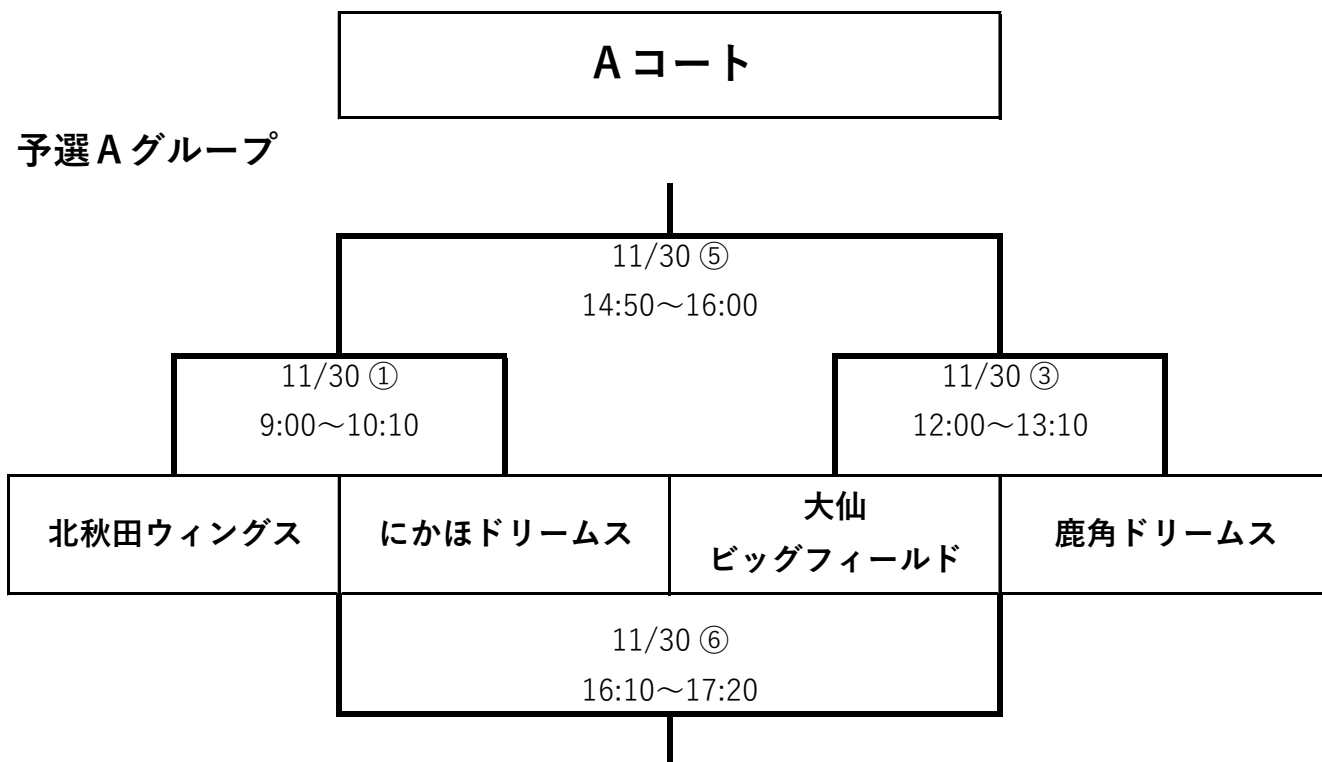 Aコート
予選Aグループ
11/30 ⑤
14:50～16:00
11/30 ①
9:00～10:10
11/30 ③
12:00～13:10
北秋田ウィングス
にかほドリームス
大仙
ビッグフィールド
鹿角ドリームス
11/30 ⑥
16:10～17:20